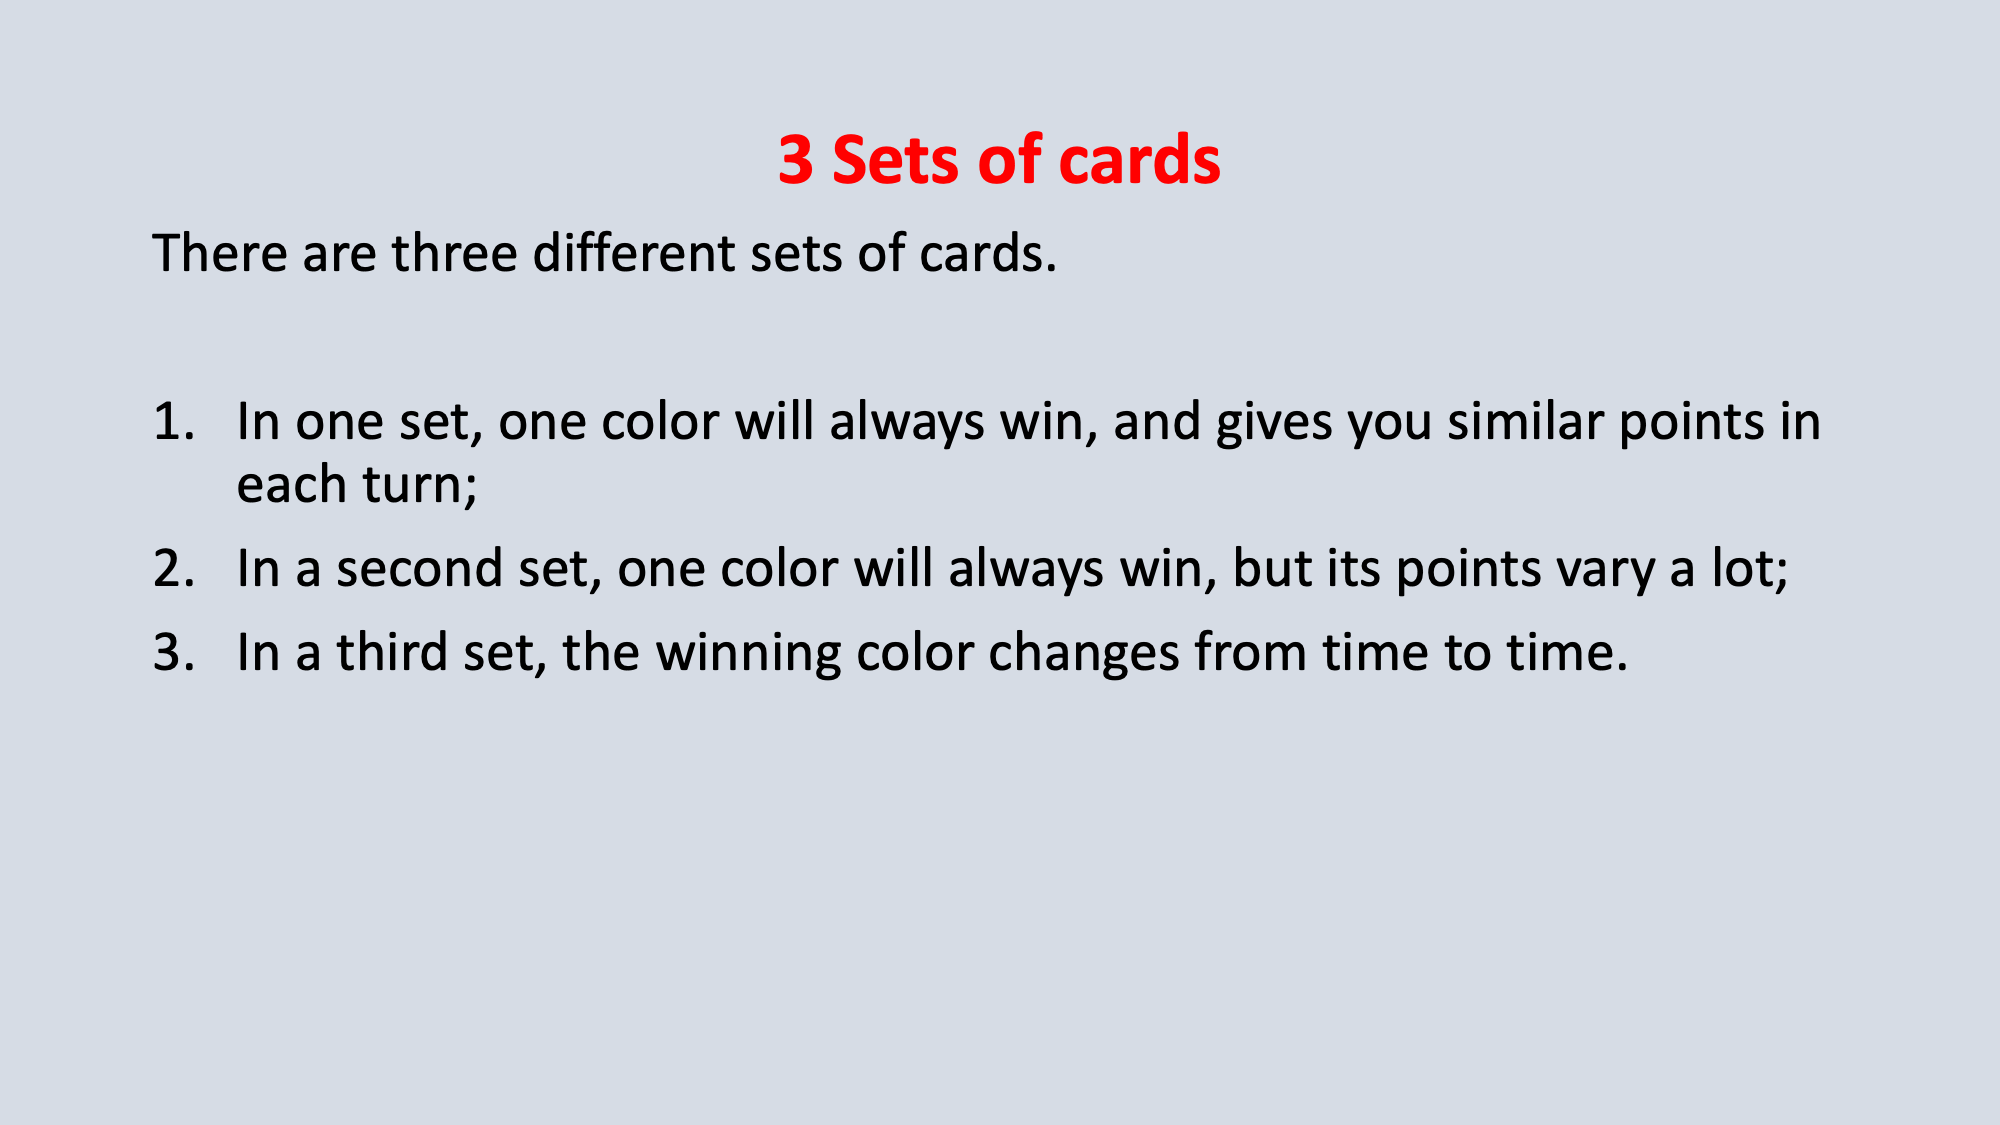 3 Sets of cards
There are three different sets of cards.
1. In one set, one color will always win, and gives you similar points in
each turn;
2. In a second set, one color will always win, but its points vary a lot;
3. In a third set, the winning color changes from time to time.